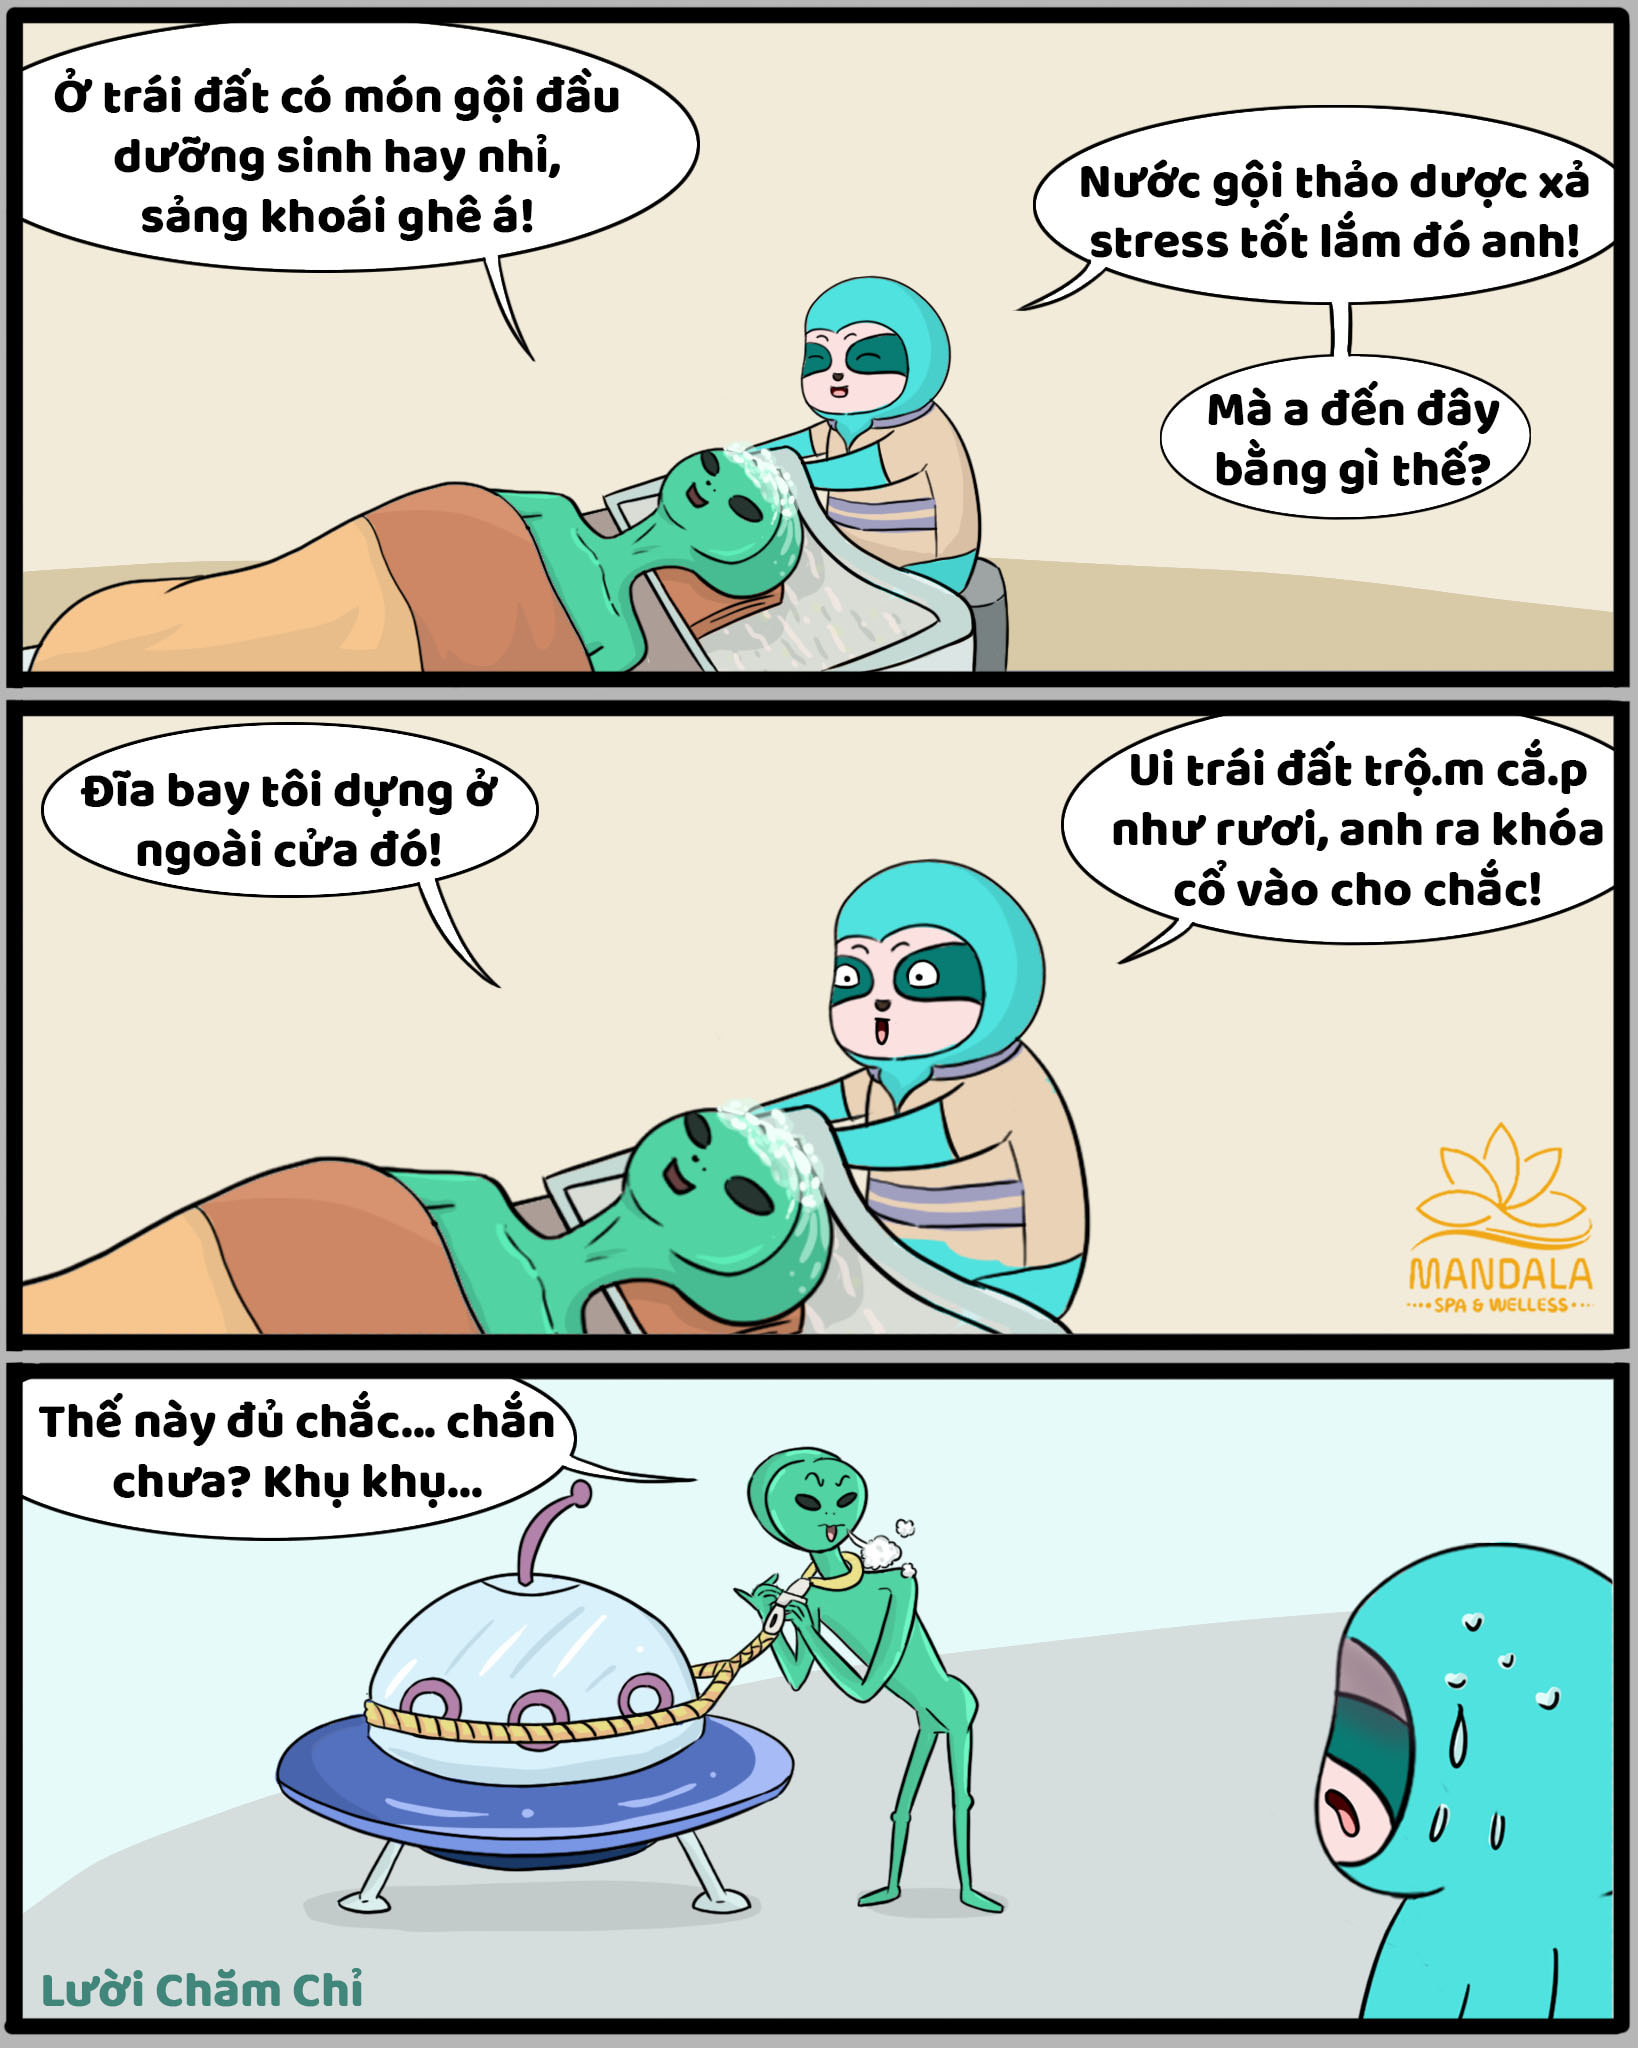 Ở trái đất có món gội đầu
dưỡng sinh hay nhỉ,
sảng khoái ghê á!
Nước gội thảo dược xả
stress tốt lắm đó anh!
Mà a đến đây
bằng gì thế?
Đĩa bay tôi dựng ở
ngoài cửa đó!
Ui trái đất trộ.m cắ.p
như rươi, anh ra khóa
cổ vào cho chắc!
MANDALA
SPA & WELLESS
Thế này đủ chắc... chắn
chưa? Khụ khụ...
Lười Chăm Chỉ